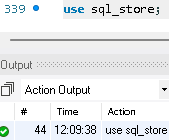 339 use sql_store;
Output
Action Output
# Time Action
44 12:09:38 use sql_store